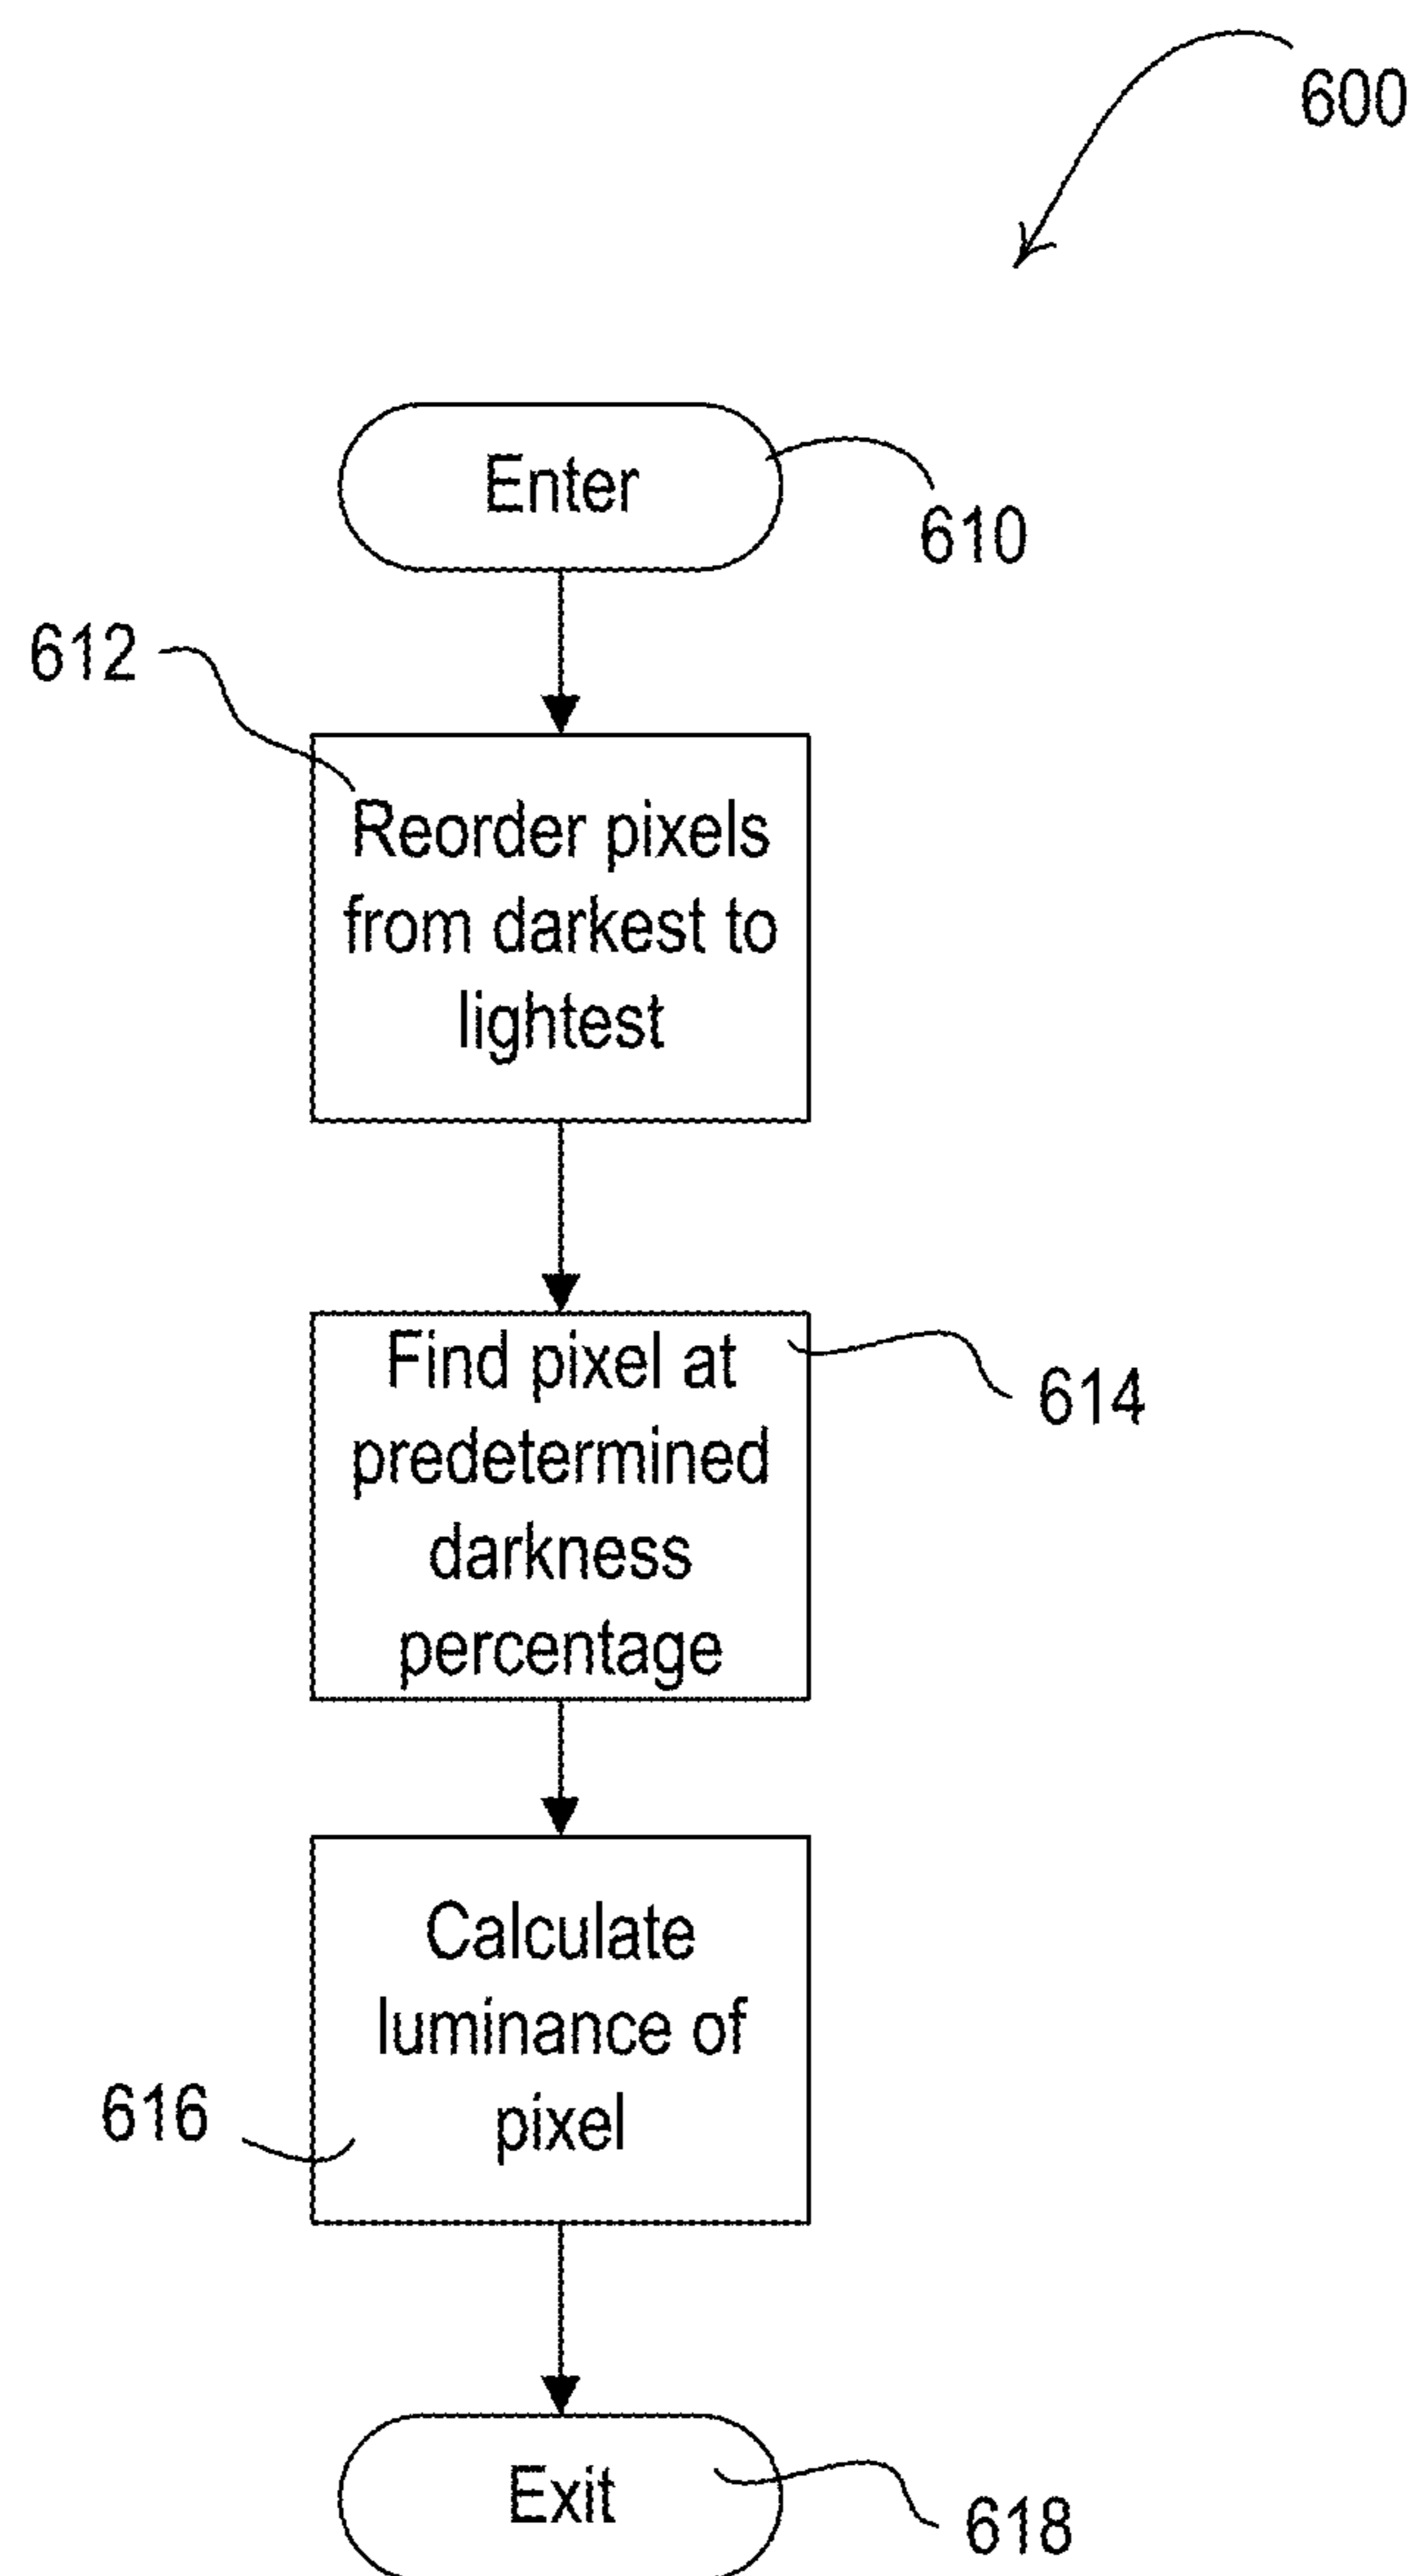 600
Enter
610
612
Reorder pixels
from darkest to
lightest
Find pixel at
predetermined
darkness
percentage
614
Calculate
luminance of
pixel
616
Exit
618